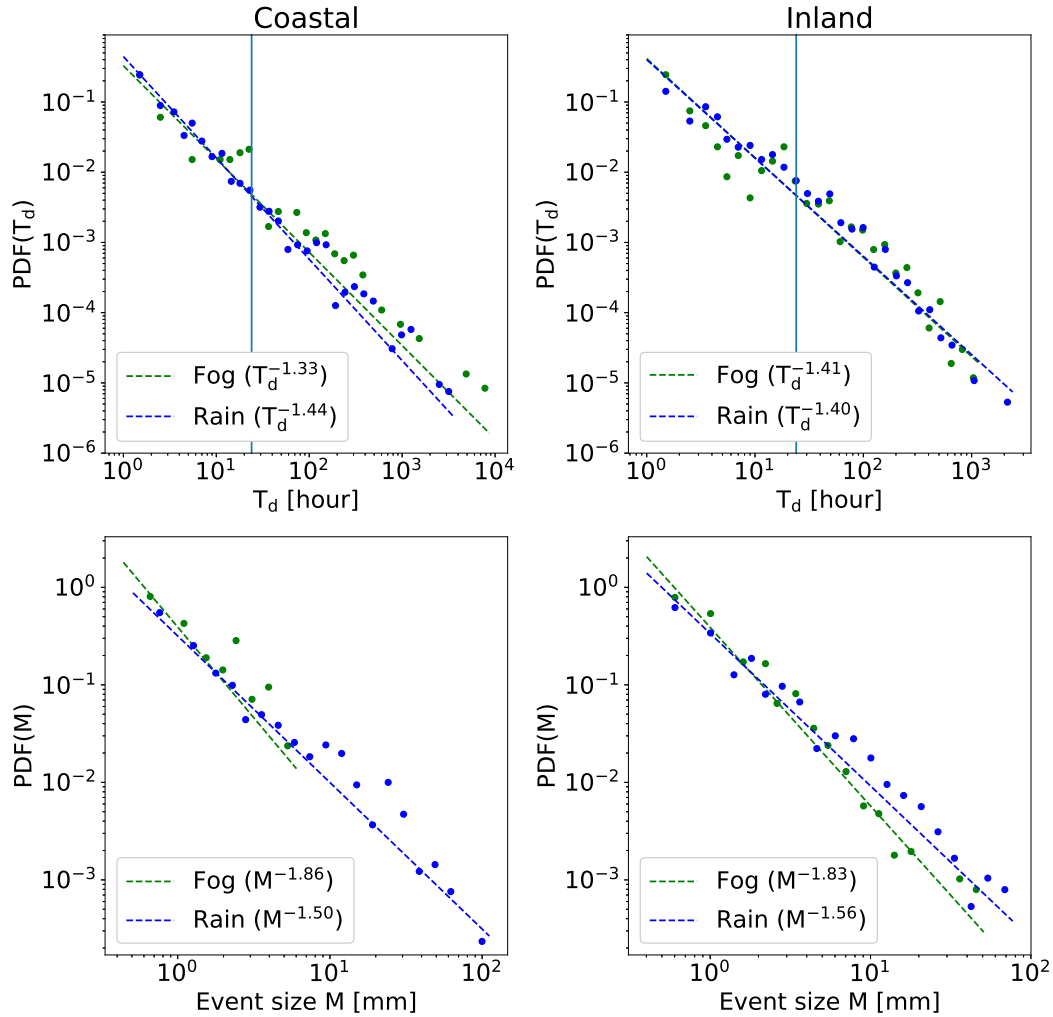 Coastal
Inland
PDF(T_d)
10^-1
10^-2
10^-3
10^-4
10^-5
10^-6
Fog (T_d^-1.33)
Rain (T_d^-1.44)
10^0
10^1
10^2
10^3
10^4
T_d [hour]
PDF(T_d)
10^-1
10^-2
10^-3
10^-4
10^-5
10^-6
Fog (T_d^-1.41)
Rain (T_d^-1.40)
10^0
10^1
10^2
10^3
T_d [hour]
PDF(M)
10^0
10^-1
10^-2
10^-3
Fog (M^-1.86)
Rain (M^-1.50)
10^0
10^1
10^2
Event size M [mm]
PDF(M)
10^0
10^-1
10^-2
10^-3
Fog (M^-1.83)
Rain (M^-1.56)
10^0
10^1
10^2
Event size M [mm]